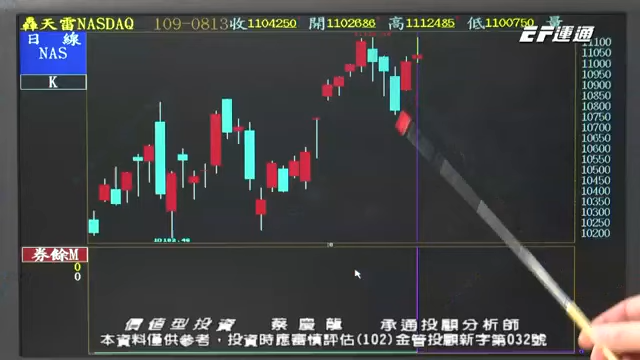 轟天雷NASDAQ 109-0813收1104250 開1102686 高1112485 低1100750 量
日 線
NAS
K
EF運通
11100
11050
11000
10950
10900
10850
10800
10750
10700
10650
10600
10550
10500
10450
10400
10350
10300
10250
10200
10182.46
券餘M
0
0
價值型投資 蔡慶龍 承通投顧分析師
本資料僅供參考，投資時應審慎評估(102)金管投顧新字第032號